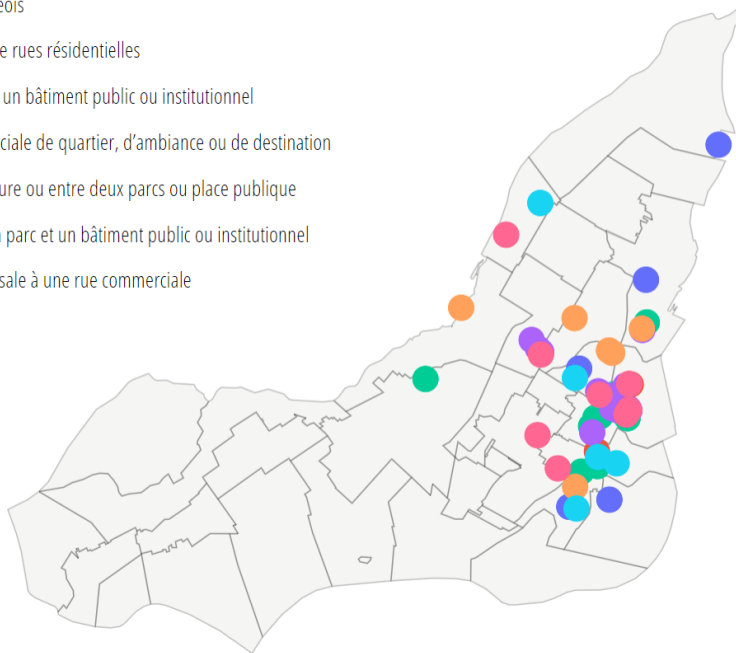 e rues résidentielles
un bâtiment public ou institutionnel
ciale de quartier, d'ambiance ou de destination
ure ou entre deux parcs ou place publique
parc et un bâtiment public ou institutionnel
sale à une rue commerciale